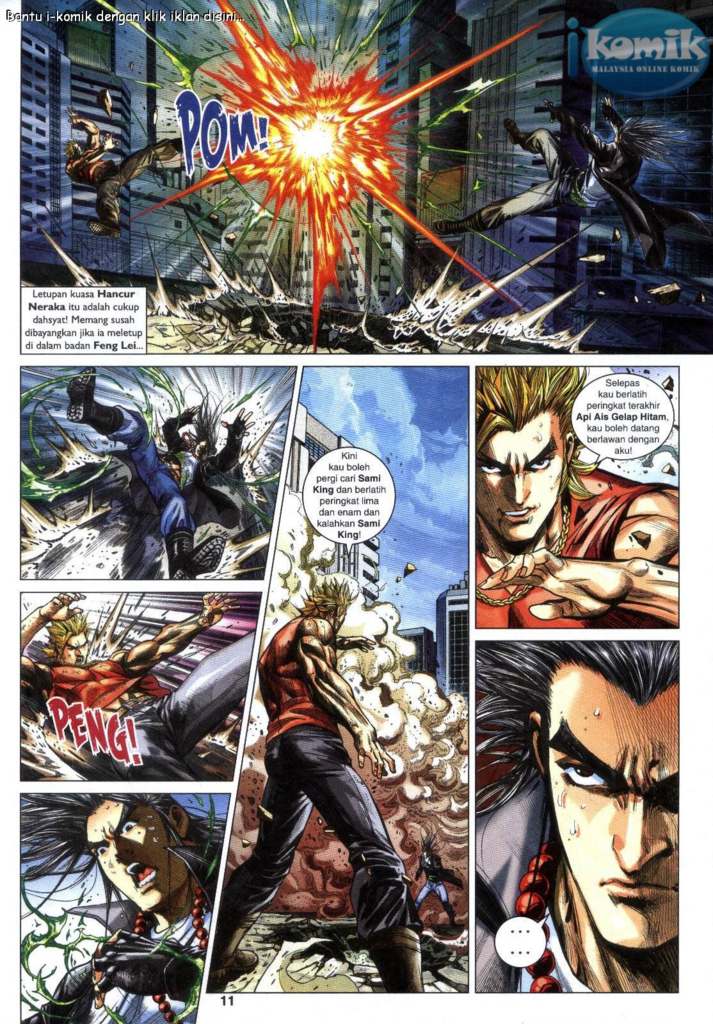 Bantu i-komik dengan klik iklan disini...
ikomik
MALAYSIA ONLINE KOMIK
POM!
Letupan kuasa Hancur
Neraka itu adalah cukup
dahsyat! Memang susah
dibayangkan jika ia meletup
di dalam badan Feng Lei...
Kini
kau boleh
pergi cari Sami
King dan berlatih
peringkat lima
dan enam dan
kalahkan Sami
King!
Selepas
kau berlatih
peringkat terakhir
Api Ais Gelap Hitam,
kau boleh datang
berlawan dengan
aku!
PENG!
...
...
11